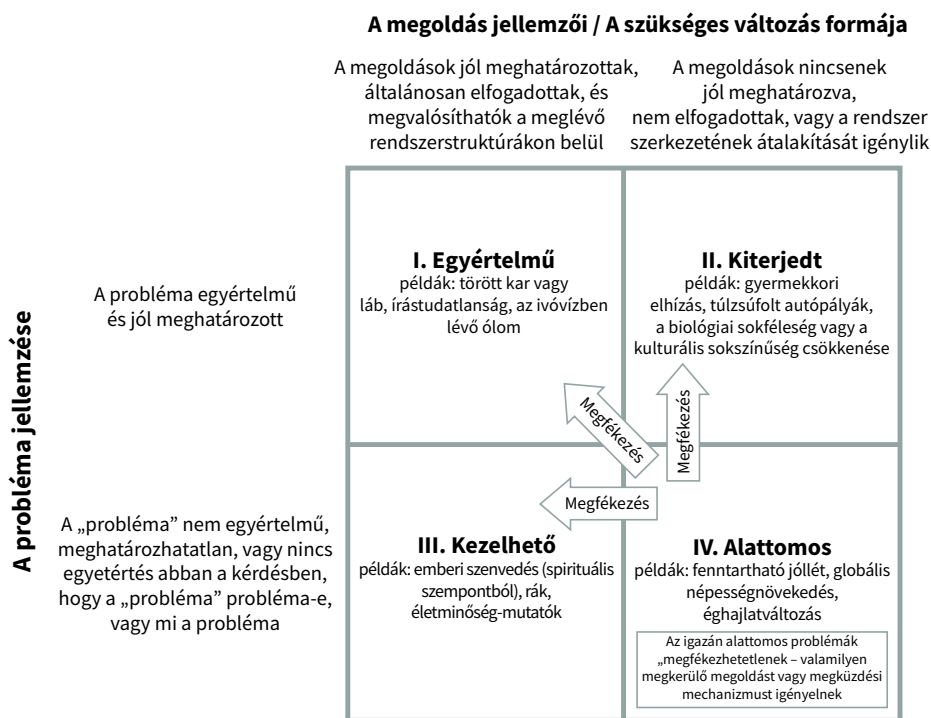 A megoldás jellemzői / A szükséges változás formája
A megoldások jól meghatározottak,
általánosan elfogadottak, és
megvalósíthatók a meglévő
rendszerstruktúrákon belül
A megoldások nincsenek
jól meghatározva,
nem elfogadottak, vagy a rendszer
szerkezetének átalakítását igénylik
A probléma jellemzése
A probléma egyértelmű
és jól meghatározott
I. Egyértelmű
példák: törött kar vagy
láb, írástudatlanság, az ivóvízben
lévő ólom
II. Kiterjedt
példák: gyermekkori
elhízás, túlzsúfolt autópályák,
a biológiai sokféleség vagy a
kulturális sokszínűség csökkenése
Megfékezés
Megfékezés
Megfékezés
A „probléma” nem egyértelmű,
meghatározhatatlan, vagy nincs
egyetértés abban a kérdésben,
hogy a „probléma” probléma-e,
vagy mi a probléma
III. Kezelhető
példák: emberi szenvedés (spirituális
szempontból), rák,
életminőség-mutatók
IV. Alattomos
példák: fenntartható jóllét, globális
népességnövekedés,
éghajlatváltozás
Az igazán alattomos problémák
„megfékezhetetlenek – valamilyen
megkerülő megoldást vagy megküzdési
mechanizmust igényelnek